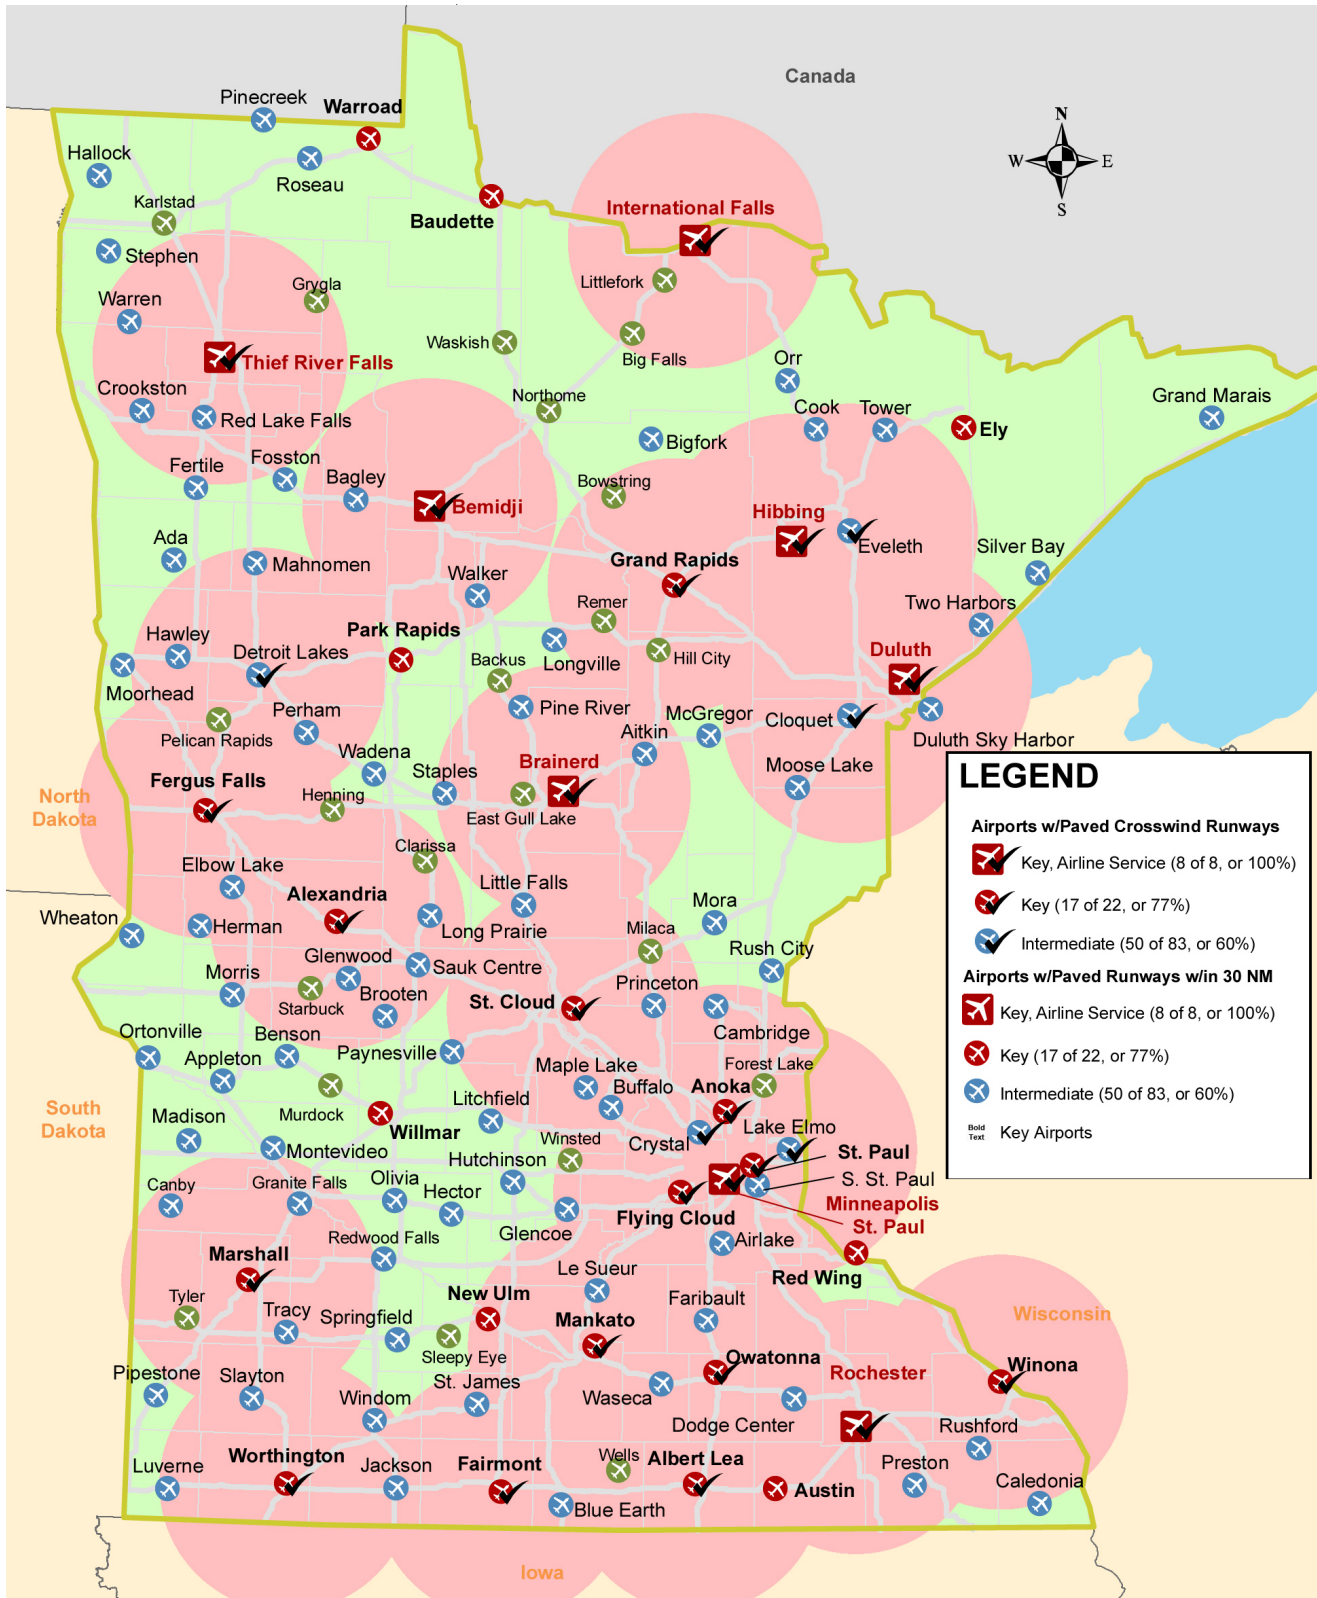 Canada
Pinecreek
Warroad
N
Hallock
W
E
Roseau
S
Karlstad
Baudette
International Falls
Stephen
Littlefork
Grygla
Warren
Waskish
Big Falls
Thief River Falls
Orr
Crookston
Northome
Grand Marais
Red Lake Falls
Cook
Tower
Ely
Bigfork
Fertile
Fosston
Bagley
Bowstring
Bemidji
Hibbing
Ada
Eveleth
Silver Bay
Mahnomen
Grand Rapids
Walker
Remer
Two Harbors
Hawley
Park Rapids
Detroit Lakes
Backus
Longville
Hill City
Duluth
Moorhead
Pine River
McGregor
Cloquet
Perham
Aitkin
Duluth Sky Harbor
Pelican Rapids
Wadena
Brainerd
Moose Lake
Fergus Falls
Staples
Henning
East Gull Lake
North
Dakota
Clarissa
Elbow Lake
Little Falls
Alexandria
Mora
Wheaton
Herman
Long Prairie
Milaca
Rush City
Glenwood
Sauk Centre
Morris
Princeton
Starbuck
Brooten
St. Cloud
Cambridge
Ortonville
Benson
Paynesville
Appleton
Maple Lake
Forest Lake
Buffalo
Anoka
South
Dakota
Madison
Murdock
Litchfield
Willmar
Crystal
Lake Elmo
Winsted
Montevideo
Hutchinson
St. Paul
Canby
Granite Falls
Olivia
S. St. Paul
Hector
Minneapolis
St. Paul
Flying Cloud
Glencoe
Redwood Falls
Airlake
Marshall
Le Sueur
Red Wing
Tyler
New Ulm
Faribault
Tracy
Springfield
Mankato
Wisconsin
Sleepy Eye
Owatonna
Winona
Pipestone
Slayton
St. James
Rochester
Windom
Waseca
Dodge Center
Rushford
Worthington
Wells
Albert Lea
Luverne
Jackson
Fairmont
Preston
Caledonia
Austin
Blue Earth
Iowa
LEGEND
Airports w/Paved Crosswind Runways
Key, Airline Service (8 of 8, or 100%)
Key (17 of 22, or 77%)
Intermediate (50 of 83, or 60%)
Airports w/Paved Runways w/in 30 NM
Key, Airline Service (8 of 8, or 100%)
Key (17 of 22, or 77%)
Intermediate (50 of 83, or 60%)
Bold
Text
Key Airports